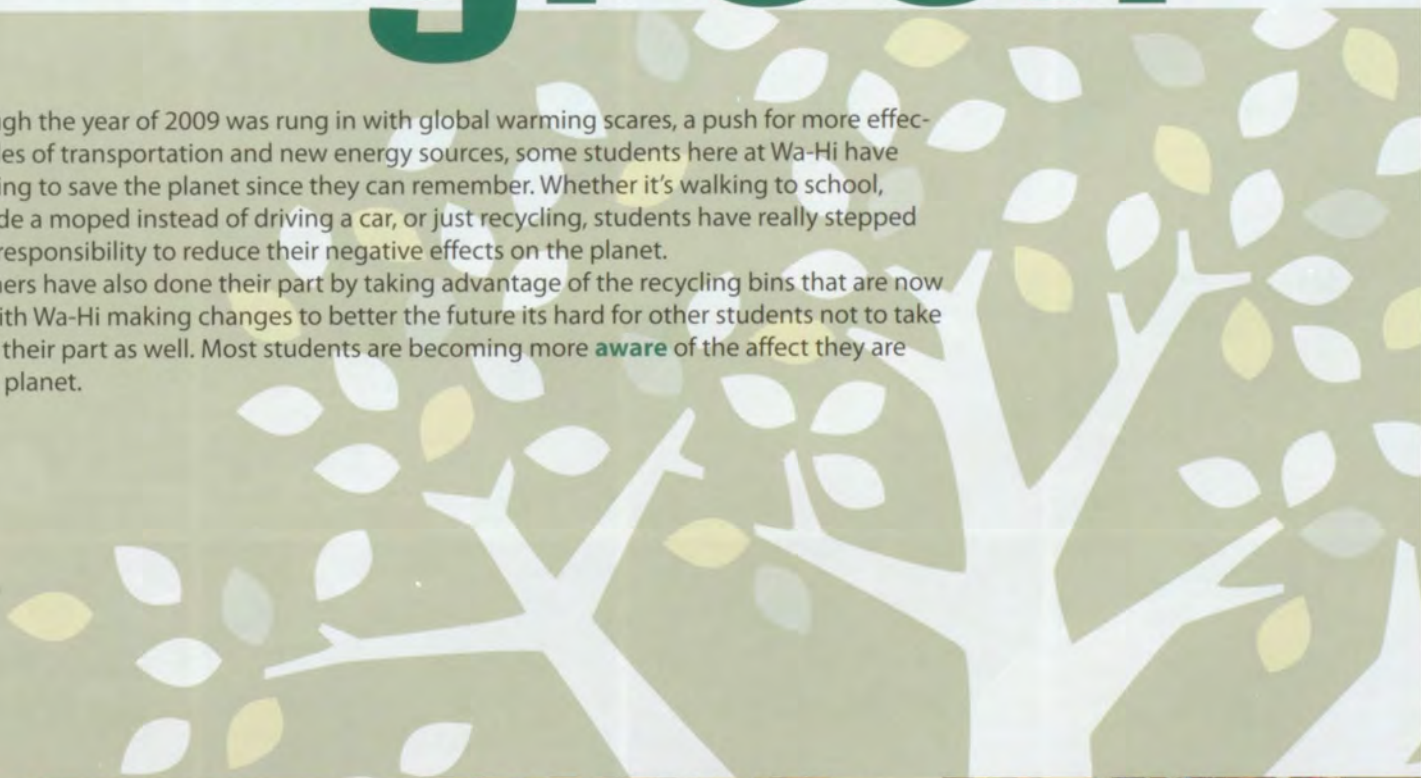 green
ugh the year of 2009 was rung in with global warming scares, a push for more effec-
les of transportation and new energy sources, some students here at Wa-Hi have
ing to save the planet since they can remember. Whether it's walking to school,
de a moped instead of driving a car, or just recycling, students have really stepped
responsibility to reduce their negative effects on the planet.
ers have also done their part by taking advantage of the recycling bins that are now
ith Wa-Hi making changes to better the future its hard for other students not to take
their part as well. Most students are becoming more aware of the affect they are
planet.